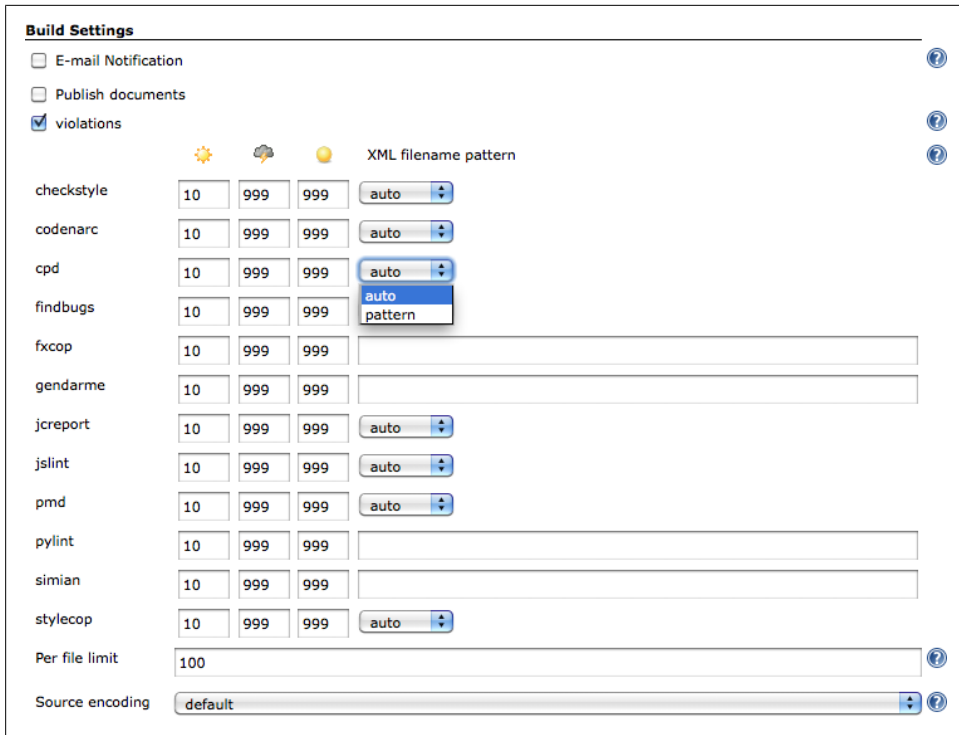 Build Settings
E-mail Notification
Publish documents
violations
XML filename pattern
checkstyle 10 999 999 auto
codenarc 10 999 999 auto
cpd 10 999 999 auto
auto
findbugs 10 999 999
pattern
fxcop 10 999 999
gendarme 10 999 999
jcreport 10 999 999 auto
jslint 10 999 999 auto
pmd 10 999 999 auto
pylint 10 999 999
simian 10 999 999
stylecop 10 999 999 auto
Per file limit 100
Source encoding default